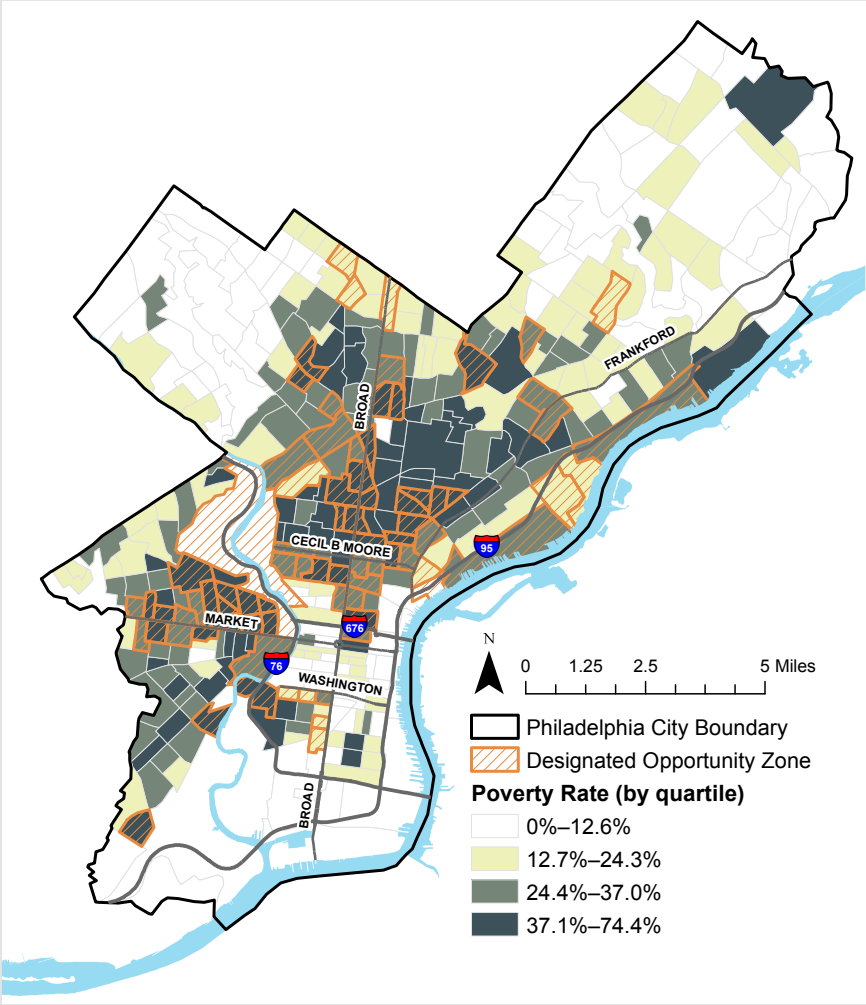 FRANKFORD
BROAD
CECIL B MOORE
95
MARKET
676
76
WASHINGTON
BROAD
N
0 1.25 2.5 5 Miles
Philadelphia City Boundary
Designated Opportunity Zone
Poverty Rate (by quartile)
0%–12.6%
12.7%–24.3%
24.4%–37.0%
37.1%–74.4%